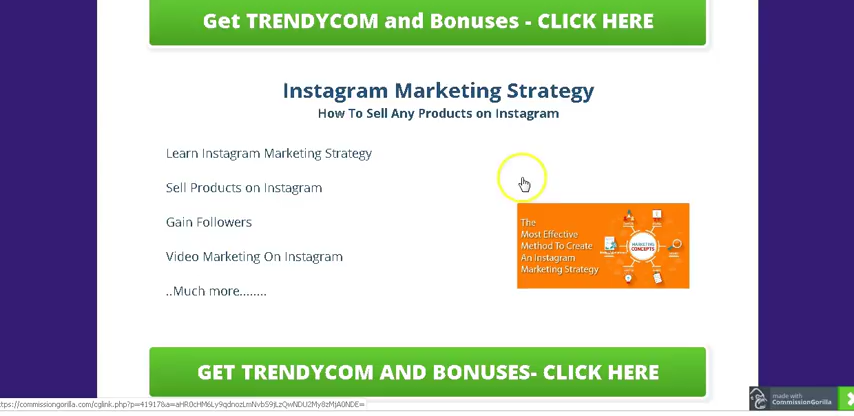 Get TRENDYCOM and Bonuses - CLICK HERE
Instagram Marketing Strategy
How To Sell Any Products on Instagram
Learn Instagram Marketing Strategy
Sell Products on Instagram
Gain Followers
Video Marketing On Instagram
..Much more........
The
Most Effective
Method To Create
An Instagram
Marketing Strategy
MARKETING
CONCEPTS
GET TRENDYCOM AND BONUSES- CLICK HERE
made with
CommissionGorilla